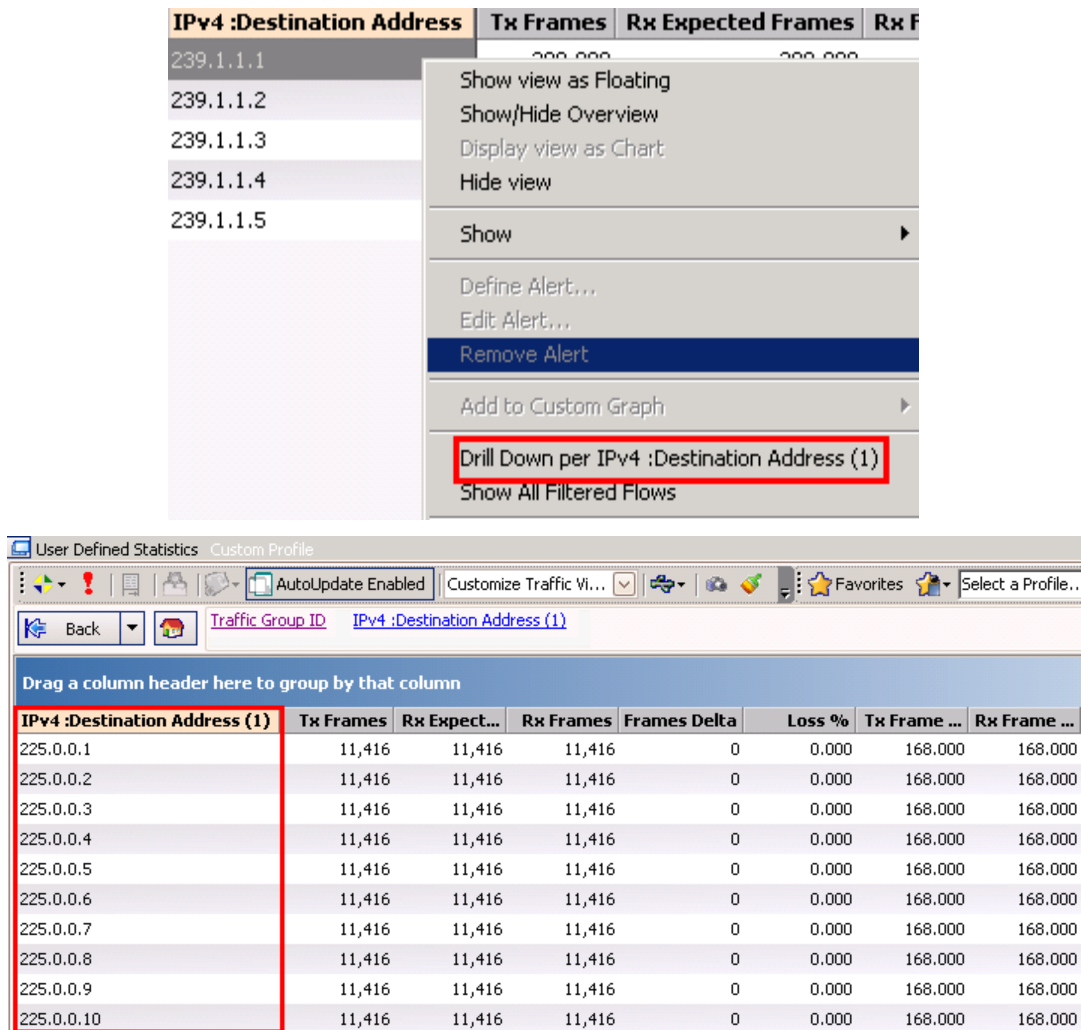 IPv4 :Destination Address Tx Frames Rx Expected Frames Rx F
239.1.1.1
239.1.1.2
239.1.1.3
239.1.1.4
239.1.1.5
Show view as Floating
Show/Hide Overview
Display view as Chart
Hide view
Show
Define Alert...
Edit Alert...
Remove Alert
Add to Custom Graph
Drill Down per IPv4 :Destination Address (1)
Show All Filtered Flows
User Defined Statistics Custom Profile
AutoUpdate Enabled Customize Traffic Vi... Favorites Select a Profile...
Back Traffic Group ID IPv4 :Destination Address (1)
Drag a column header here to group by that column
IPv4 :Destination Address (1) Tx Frames Rx Expect... Rx Frames Frames Delta Loss % Tx Frame ... Rx Frame ...
225.0.0.1 11,416 11,416 11,416 0 0.000 168.000 168.000
225.0.0.2 11,416 11,416 11,416 0 0.000 168.000 168.000
225.0.0.3 11,416 11,416 11,416 0 0.000 168.000 168.000
225.0.0.4 11,416 11,416 11,416 0 0.000 168.000 168.000
225.0.0.5 11,416 11,416 11,416 0 0.000 168.000 168.000
225.0.0.6 11,416 11,416 11,416 0 0.000 168.000 168.000
225.0.0.7 11,416 11,416 11,416 0 0.000 168.000 168.000
225.0.0.8 11,416 11,416 11,416 0 0.000 168.000 168.000
225.0.0.9 11,416 11,416 11,416 0 0.000 168.000 168.000
225.0.0.10 11,416 11,416 11,416 0 0.000 168.000 168.000